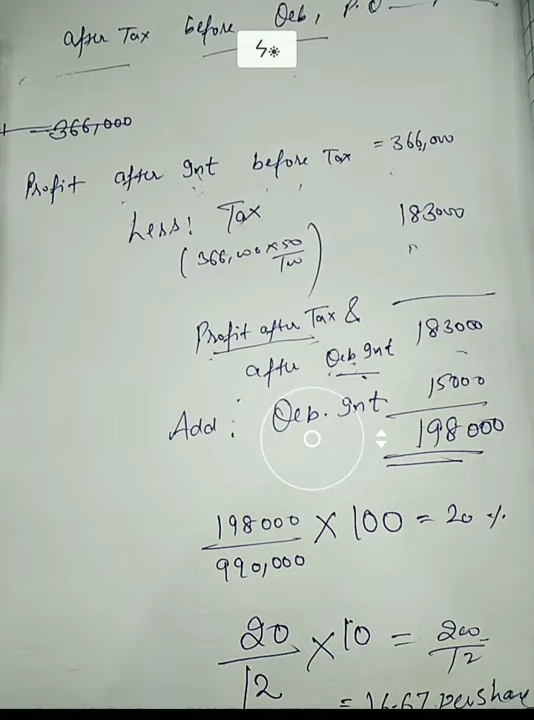 after Tax before Deb, P.O
366,000
Profit after Int before Tax = 366,000
Less: Tax 183000
(366,000 × 50/100)
Profit after Tax & 183000
after Deb Int
Add: Deb. Int 15000
198000
198000/990,000 × 100 = 20 %
20/12 × 10 = 200/12
= 16.67 per share